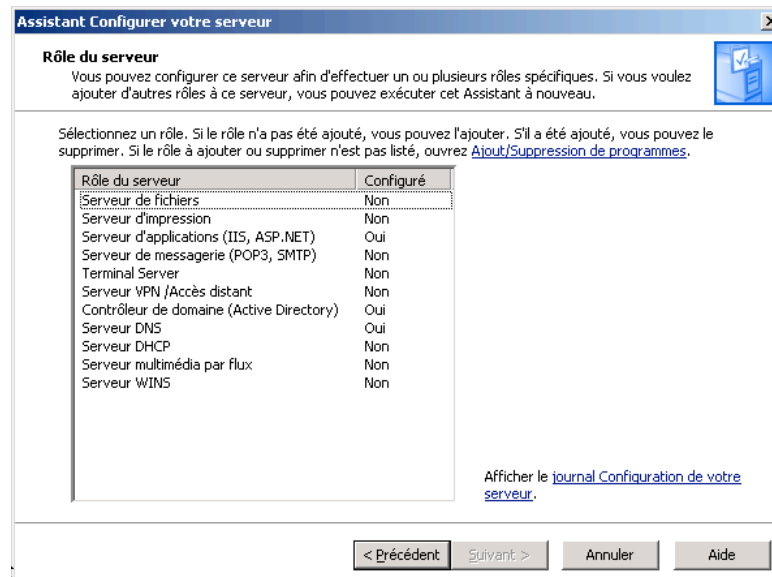 Assistant Configurer votre serveur
Rôle du serveur
Vous pouvez configurer ce serveur afin d'effectuer un ou plusieurs rôles spécifiques. Si vous voulez
ajouter d'autres rôles à ce serveur, vous pouvez exécuter cet Assistant à nouveau.
Sélectionnez un rôle. Si le rôle n'a pas été ajouté, vous pouvez l'ajouter. S'il a été ajouté, vous pouvez le
supprimer. Si le rôle à ajouter ou supprimer n'est pas listé, ouvrez Ajout/Suppression de programmes.
Rôle du serveur Configuré
Serveur de fichiers Non
Serveur d'impression Non
Serveur d'applications (IIS, ASP.NET) Oui
Serveur de messagerie (POP3, SMTP) Non
Terminal Server Non
Serveur VPN /Accès distant Non
Contrôleur de domaine (Active Directory) Oui
Serveur DNS Oui
Serveur DHCP Non
Serveur multimédia par flux Non
Serveur WINS Non
Afficher le journal Configuration de votre
serveur.
< Précédent Suivant > Annuler Aide